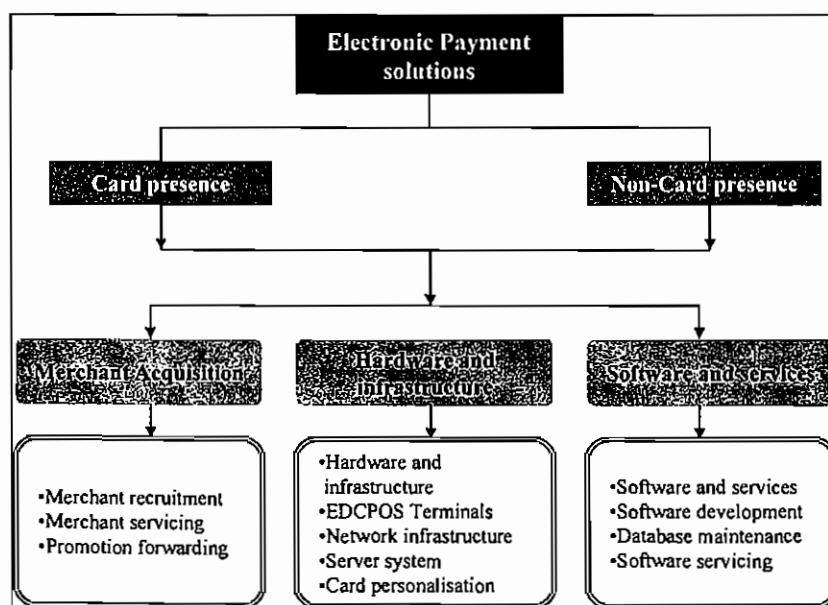 Electronic Payment
solutions
Card presence
Non-Card presence
Merchant Acquisition
Hardware and
infrastructure
Software and services
•Merchant recruitment
•Merchant servicing
•Promotion forwarding
•Hardware and
infrastructure
•EDCPOS Terminals
•Network infrastructure
•Server system
•Card personalisation
•Software and services
•Software development
•Database maintenance
•Software servicing